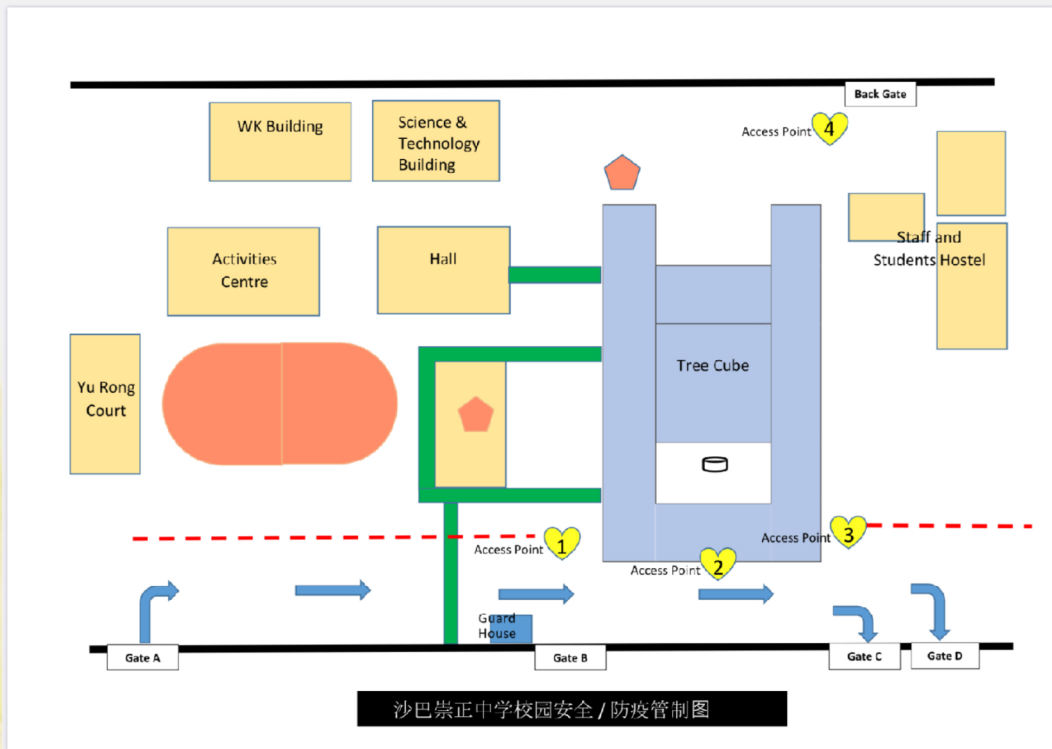 Back Gate
Access Point 4
WK Building
Science &
Technology
Building
Staff and
Students Hostel
Activities
Centre
Hall
Tree Cube
Yu Rong
Court
Access Point 1
Access Point 2
Access Point 3
Guard
House
Gate A
Gate B
Gate C
Gate D
沙巴崇正中学校园安全 / 防疫管制图